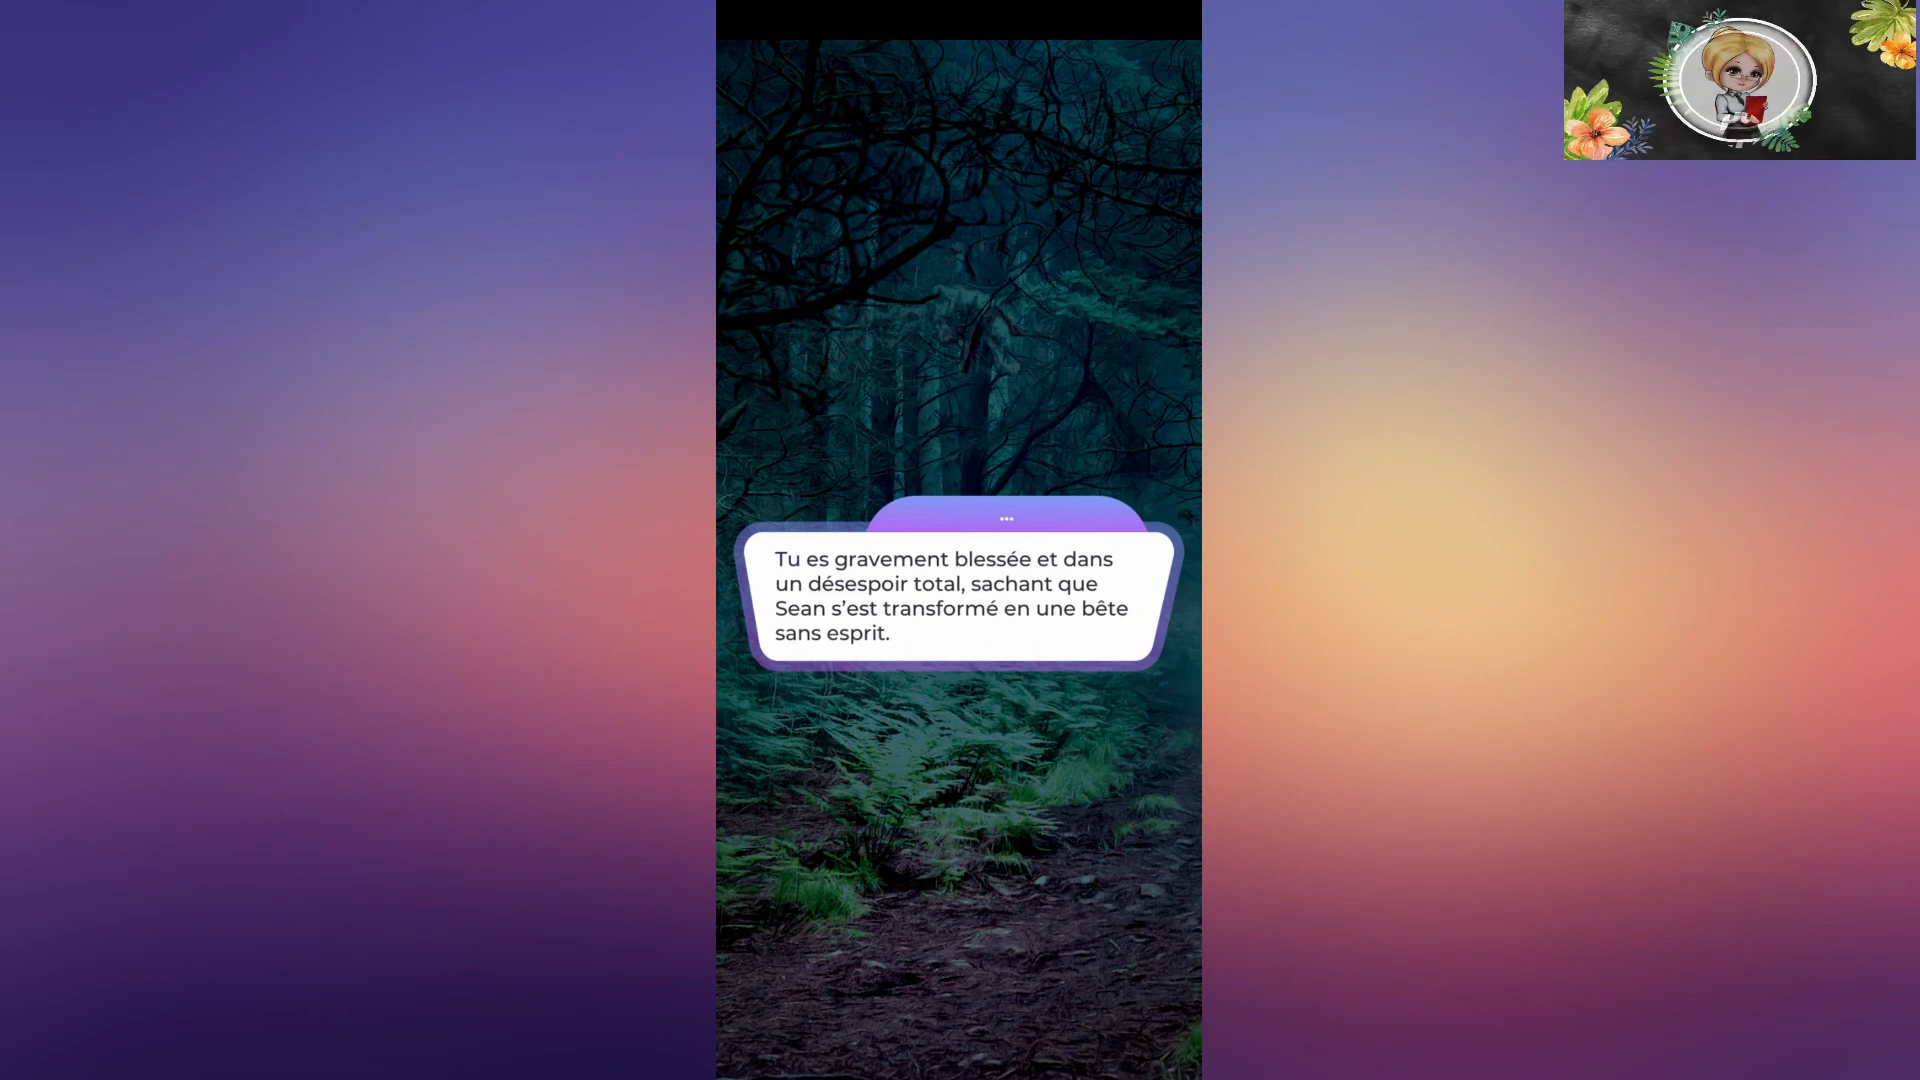 ...
Tu es gravement blessée et dans
un désespoir total, sachant que
Sean s’est transformé en une bête
sans esprit.